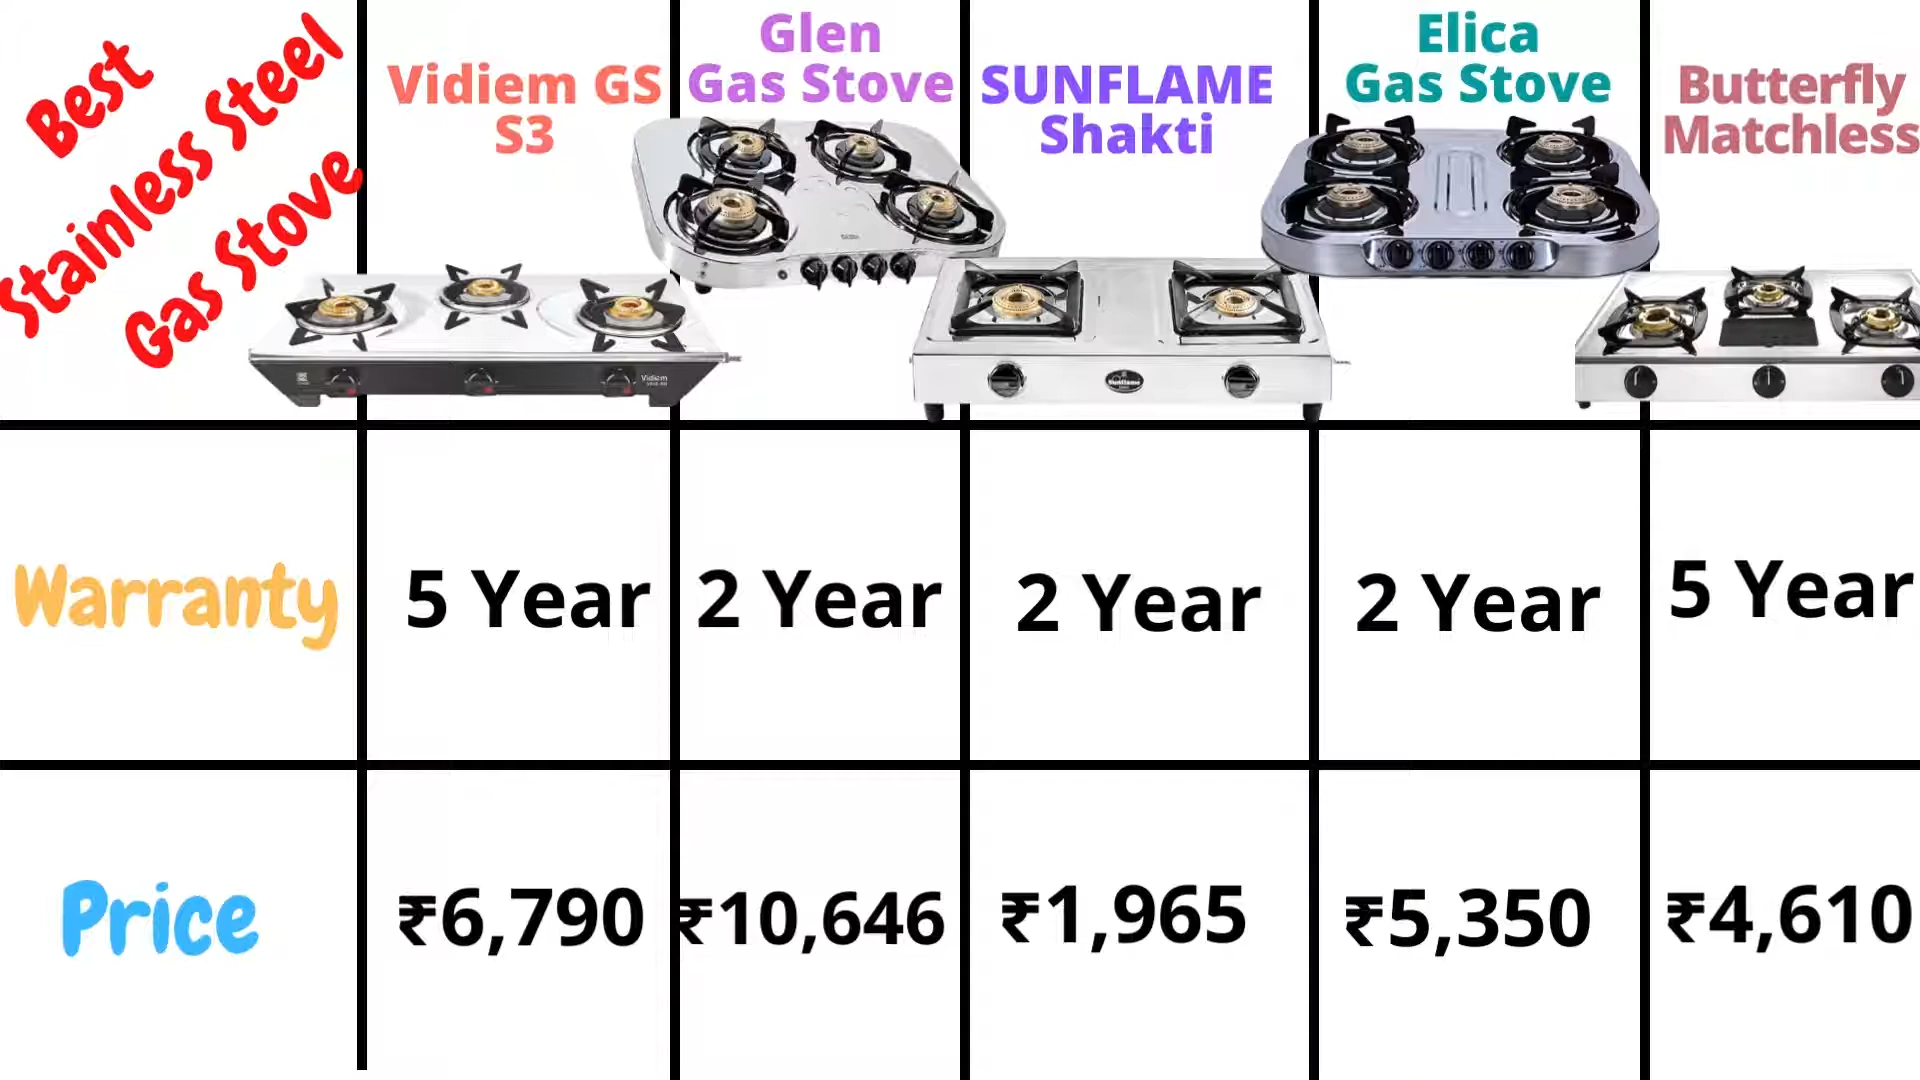 Best
Stainless Steel
Gas Stove
Vidiem GS
S3
Glen
Gas Stove
SUNFLAME
Shakti
Elica
Gas Stove
Butterfly
Matchless
Vidiem
Sunflame
Warranty
5 Year
2 Year
2 Year
2 Year
5 Year
Price
₹6,790
₹10,646
₹1,965
₹5,350
₹4,610